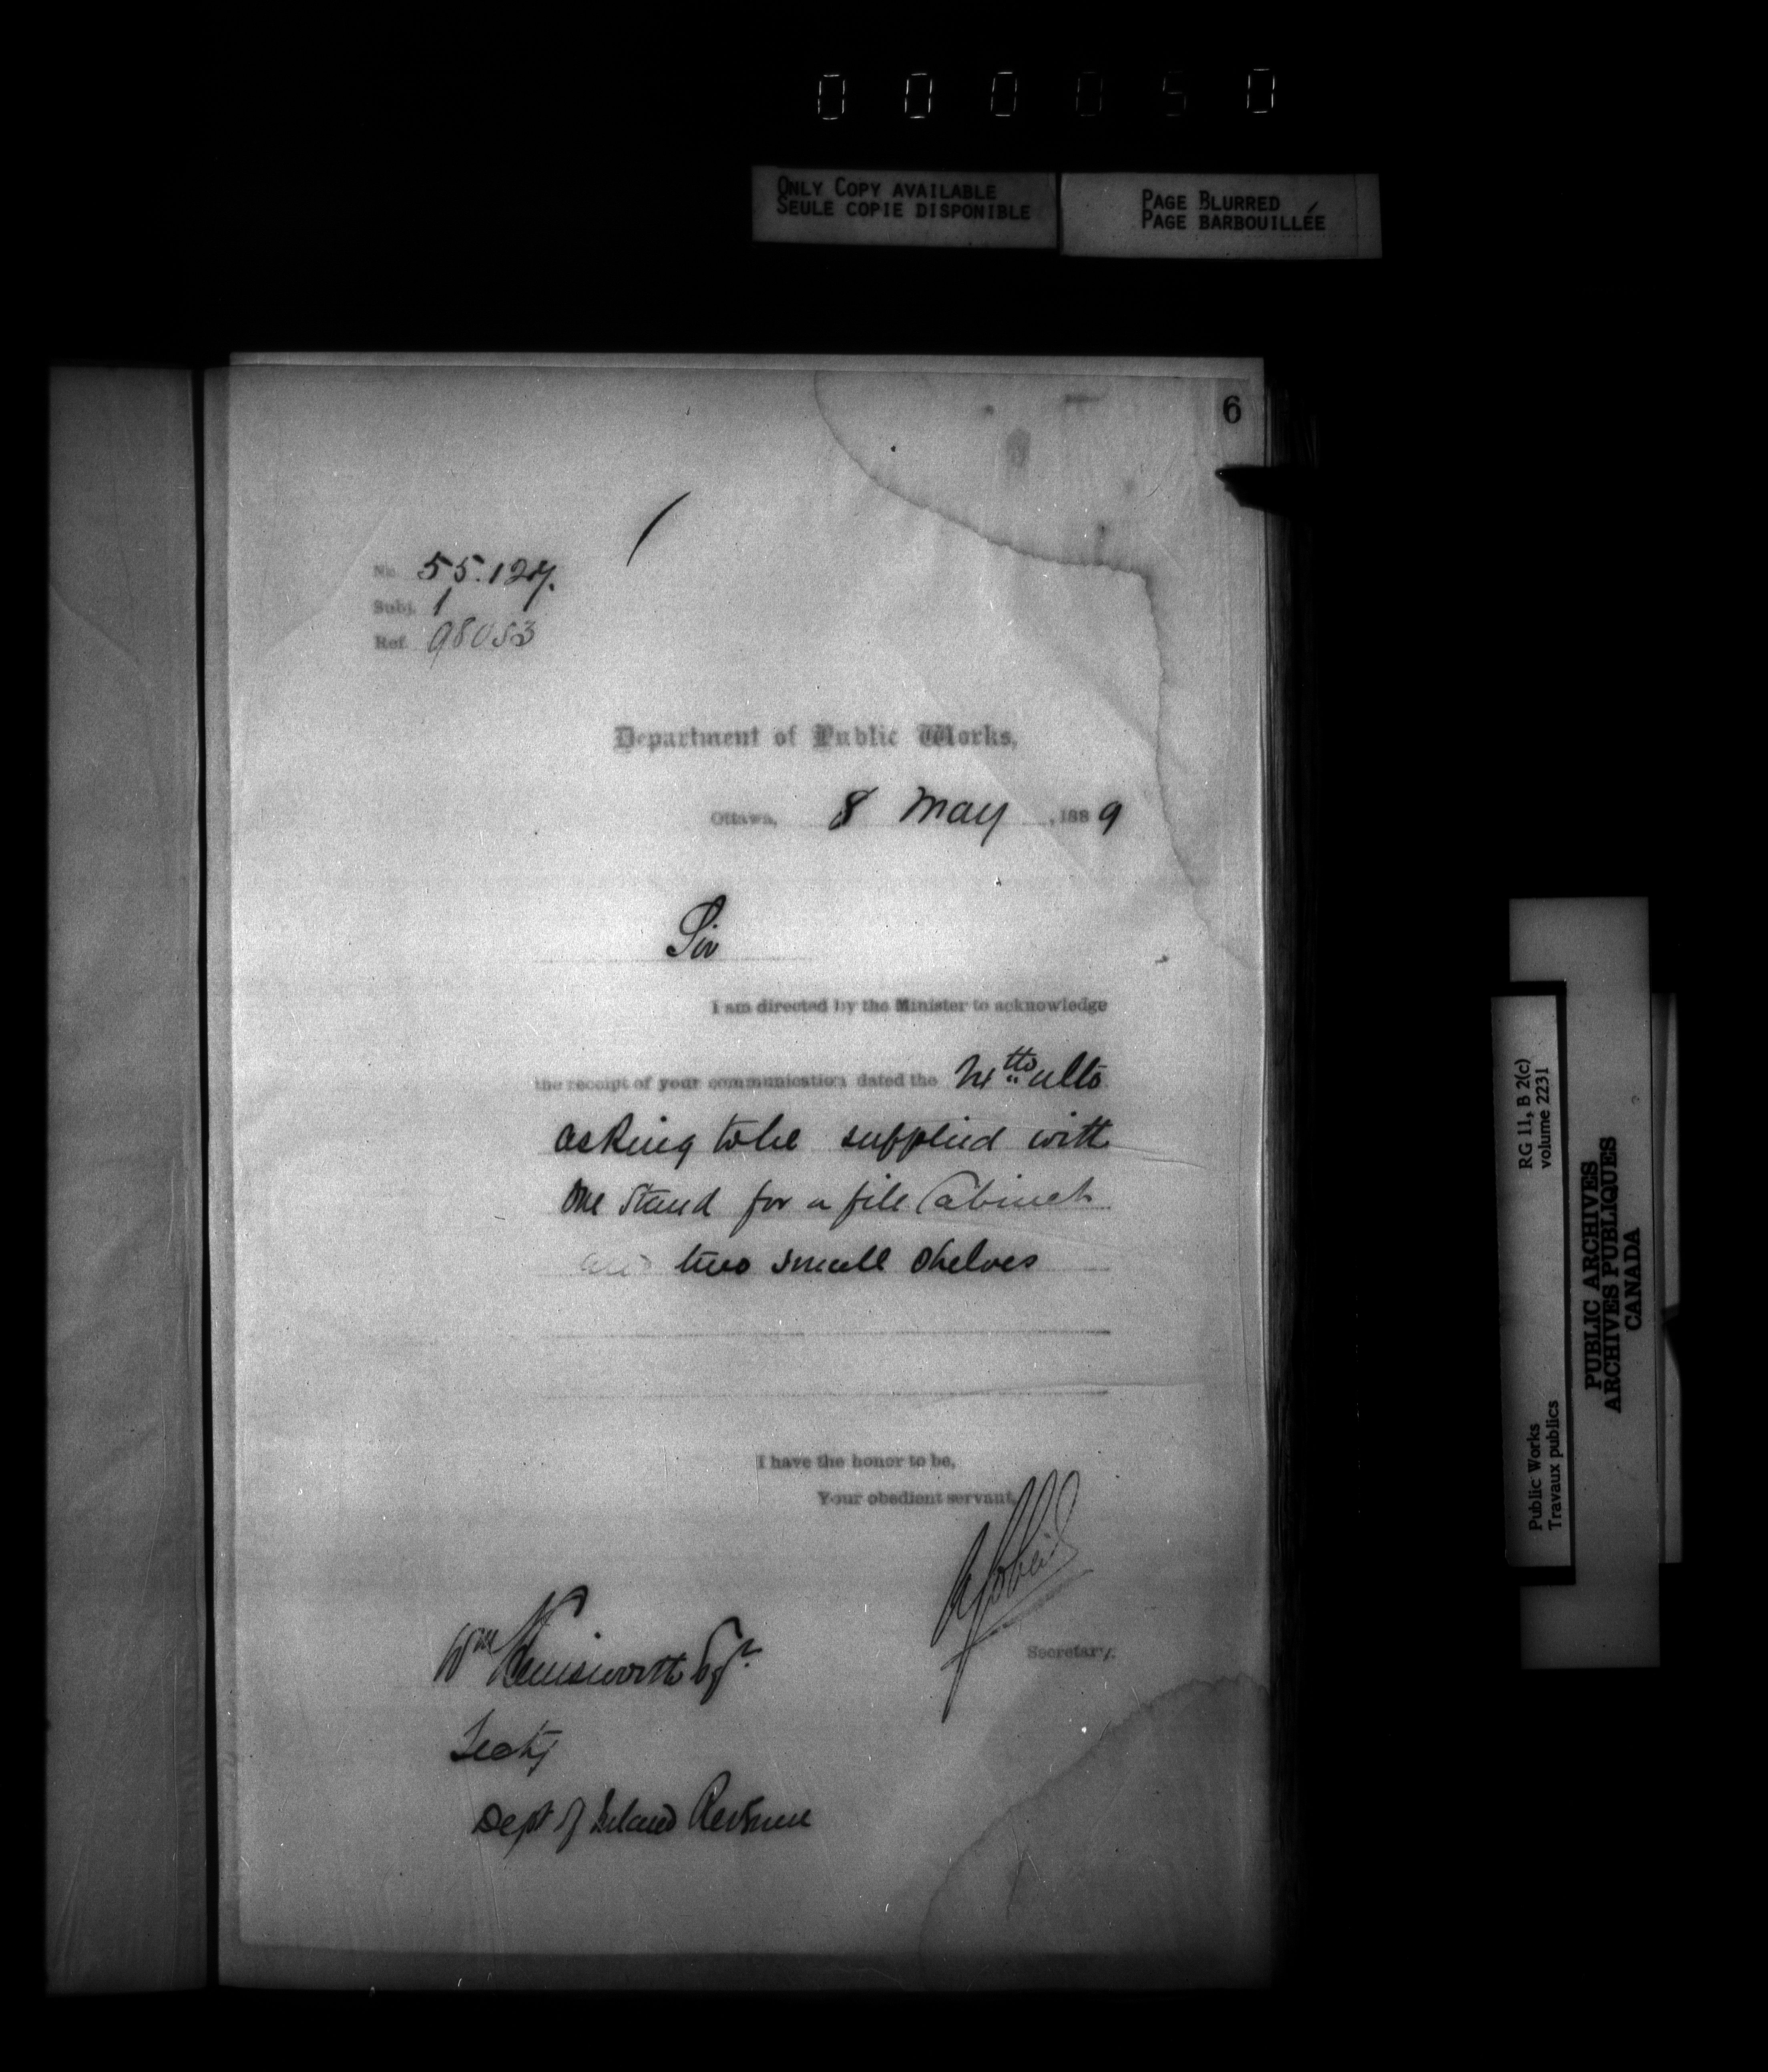 000050
ONLY COPY AVAILABLE
SEULE COPIE DISPONIBLE
PAGE BLURRED
PAGE BARBOUILLÉE
6
No. 55.127.
Subj. 1
Ref. 98053
Department of Public Works,
Ottawa, 8 May, 1889
Sir
I am directed by the Minister to acknowledge
the receipt of your communication dated the ulto
asking to be supplied with
one stand for a file Cabinet
and two small shelves
I have the honor to be,
Your obedient servant,
Secretary.
Wm Himsworth Esqr
Secty
Dept of Inland Revenue
RG 11, B 2(c)
volume 2231
Public Works
Travaux publics
PUBLIC ARCHIVES
ARCHIVES PUBLIQUES
CANADA